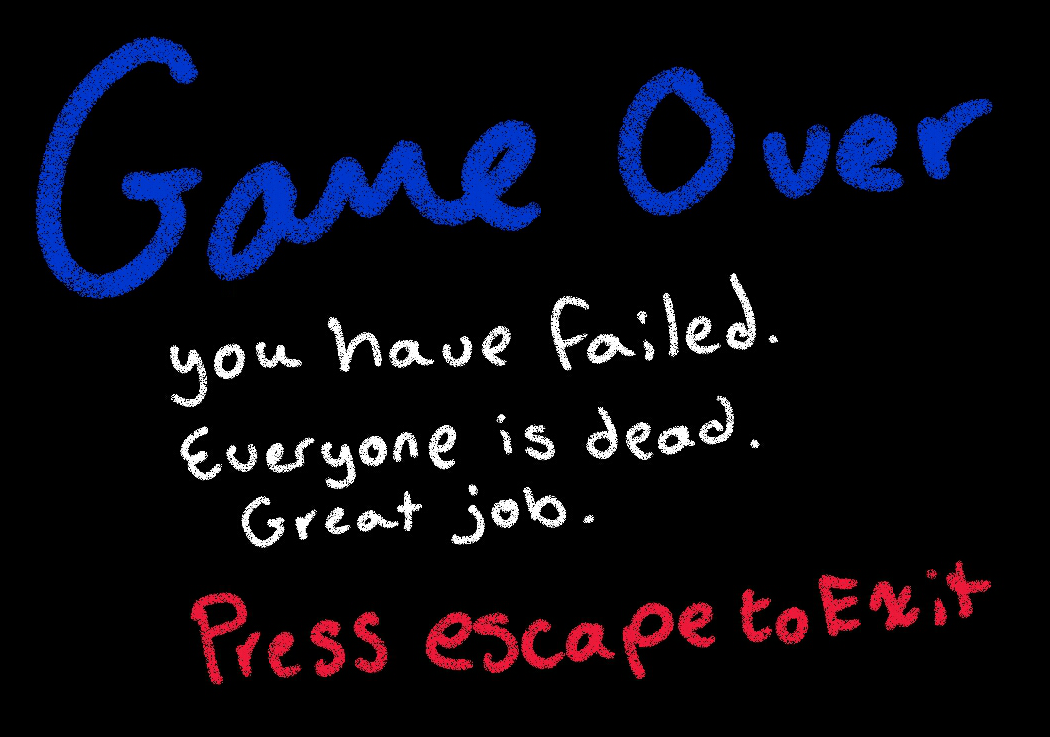 Game Over
you have failed.
Everyone is dead.
Great job.
Press escape to Exit